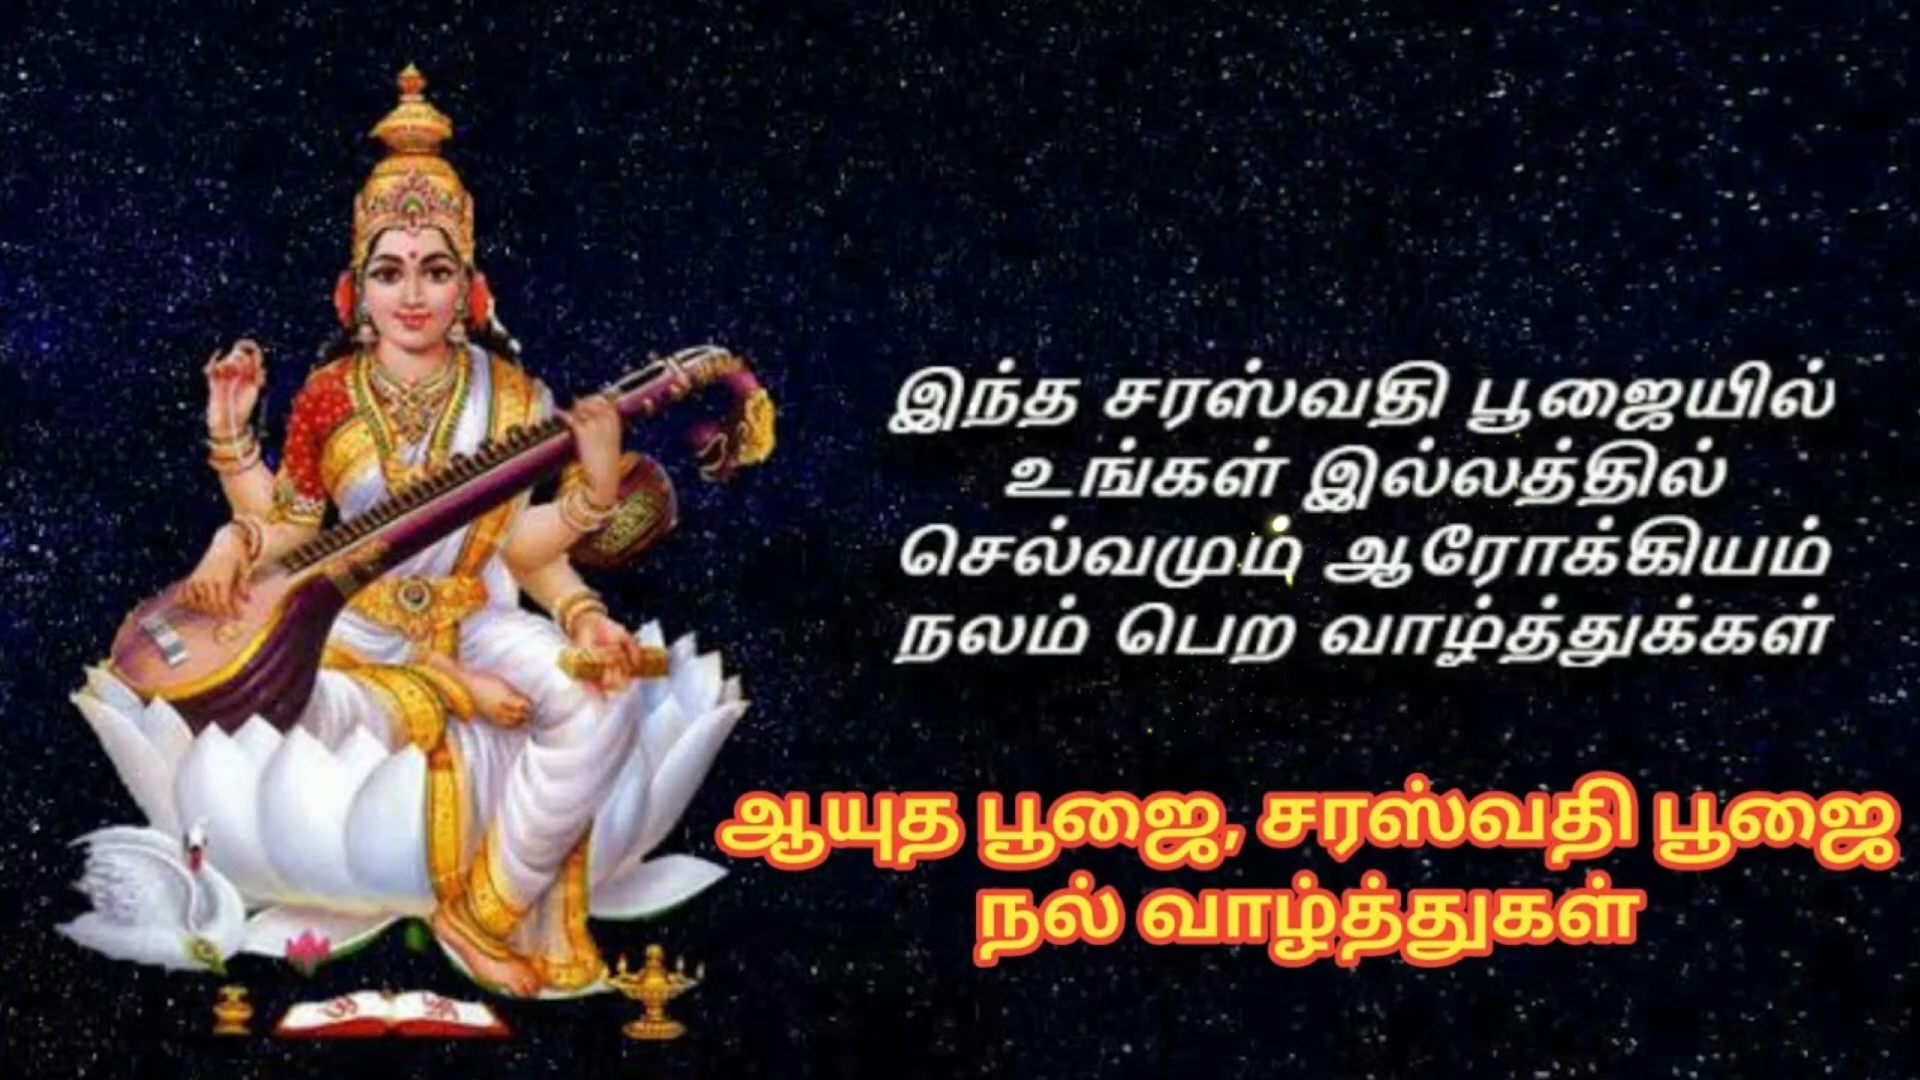 இந்த சரஸ்வதி பூஜையில்
உங்கள் இல்லத்தில்
செல்வமும் ஆரோக்கியம்
நலம் பெற வாழ்த்துக்கள்
ஆயுத பூஜை, சரஸ்வதி பூஜை
நல் வாழ்த்துகள்